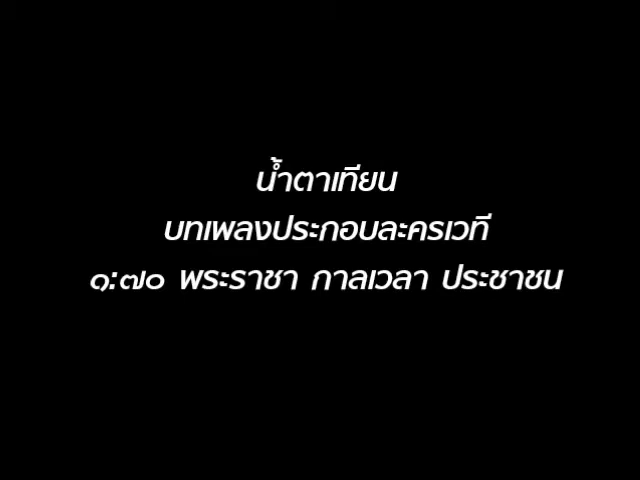 น้ำตาเทียน
บทเพลงประกอบละครเวที
๑:๗๐ พระราชา กาลเวลา ประชาชน